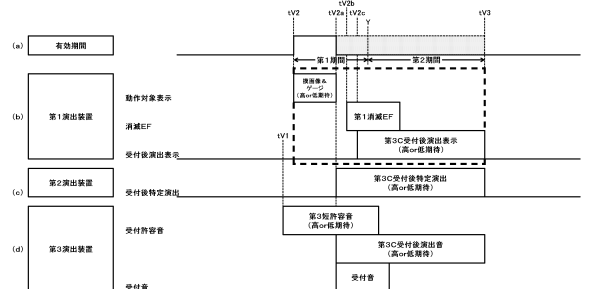 tV2b
tV2 tV2a tV2c Y tV3
(a) 有効期間
第1期間 第2期間
(b) 第1演出装置
動作対象表示
操画像&
ゲージ
(高or低期待)
消滅EF
第1消滅EF
受付後演出表示
第3C受付後演出表示
(高or低期待)
tV1
(c) 第2演出装置
受付後特定演出
第3C受付後特定演出
(高or低期待)
(d) 第3演出装置
受付許容音
第3短許容音
(高or低期待)
第3C受付後演出音
(高or低期待)
受付音
受付音